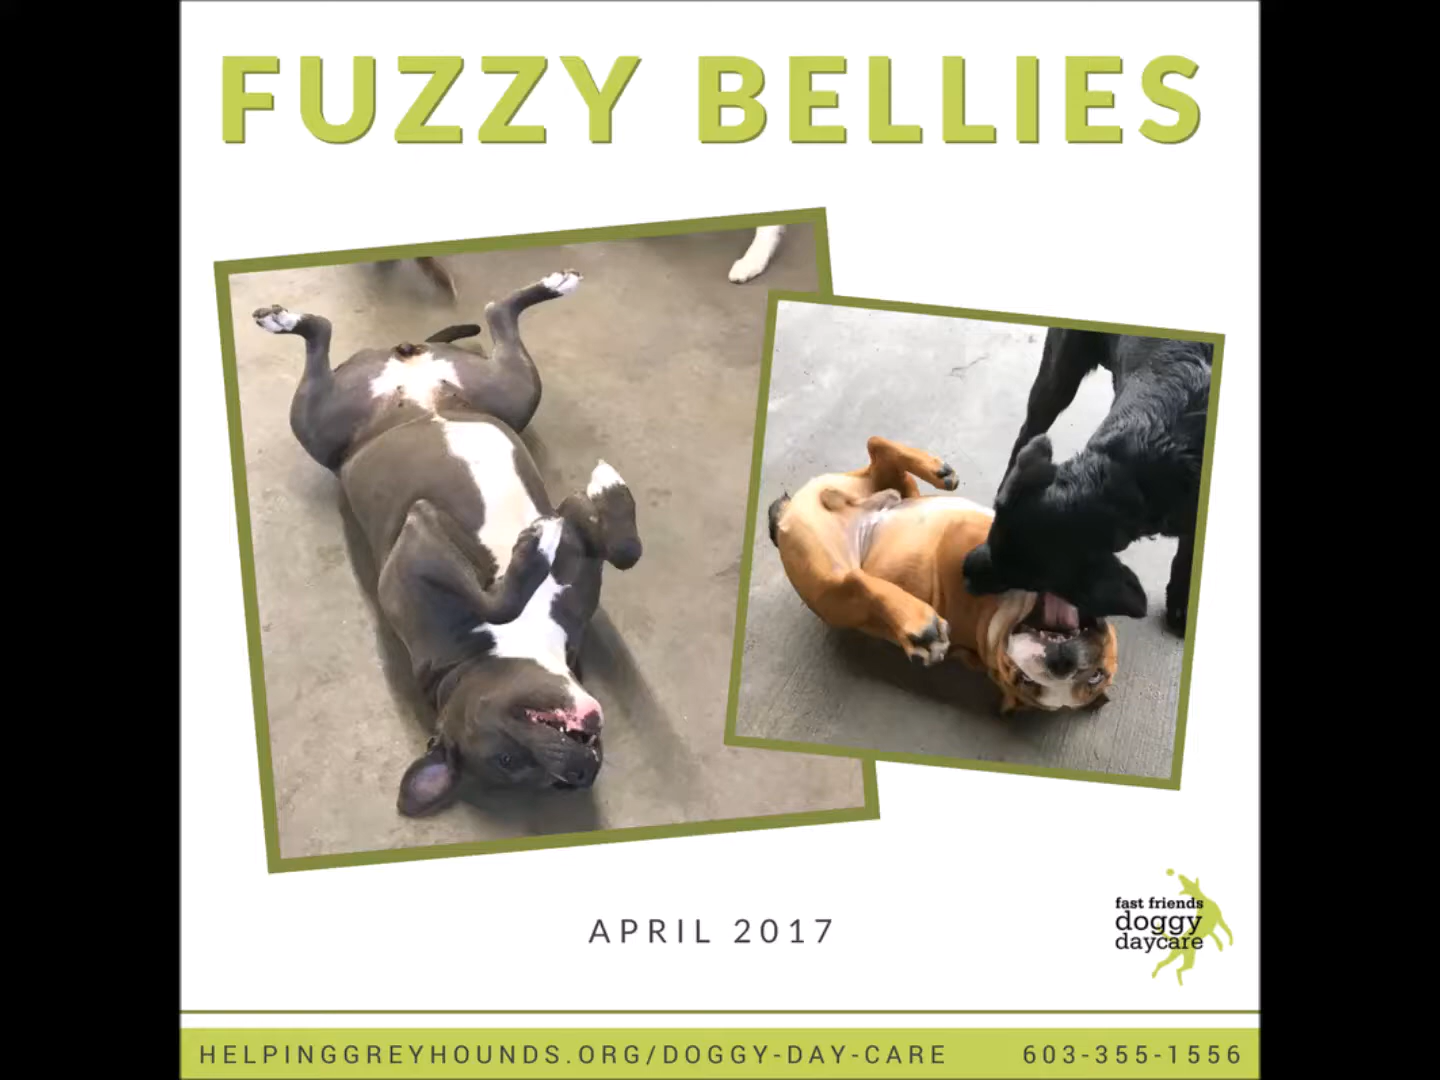 FUZZY BELLIES
APRIL 2017
fast friends
doggy
daycare
HELPINGGREYHOUNDS.ORG/DOGGY-DAY-CARE 603-355-1556